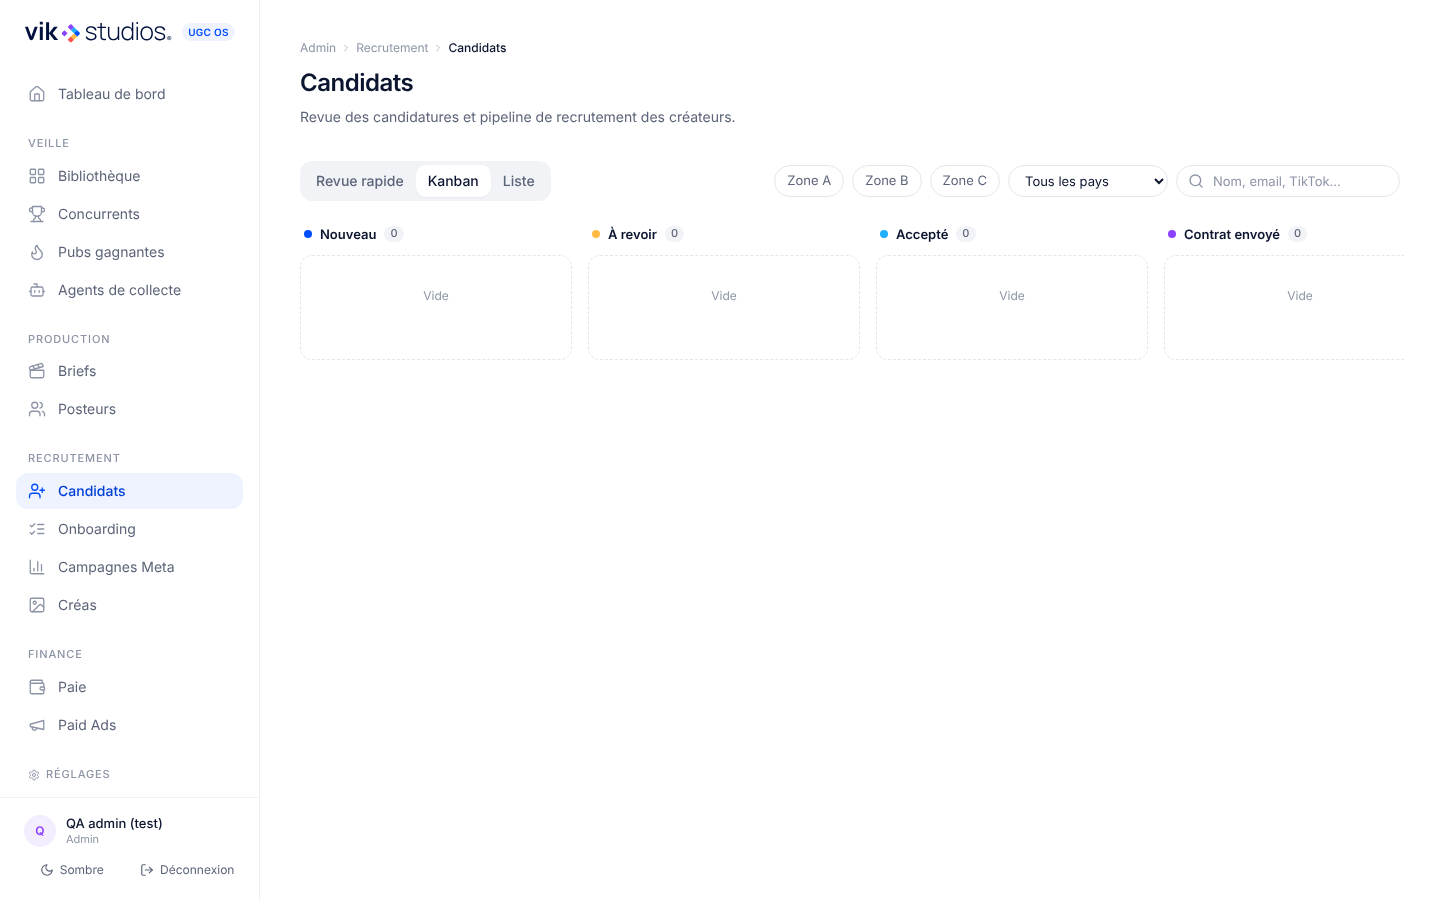 vik studios® UGC OS
Tableau de bord
VEILLE
Bibliothèque
Concurrents
Pubs gagnantes
Agents de collecte
PRODUCTION
Briefs
Posteurs
RECRUTEMENT
Candidats
Onboarding
Campagnes Meta
Créas
FINANCE
Paie
Paid Ads
RÉGLAGES
Q
QA admin (test)
Admin
Sombre Déconnexion
Admin Recrutement Candidats
Candidats
Revue des candidatures et pipeline de recrutement des créateurs.
Revue rapide Kanban Liste Zone A Zone B Zone C Tous les pays Nom, email, TikTok...
Nouveau 0 À revoir 0 Accepté 0 Contrat envoyé 0
Vide Vide Vide Vide